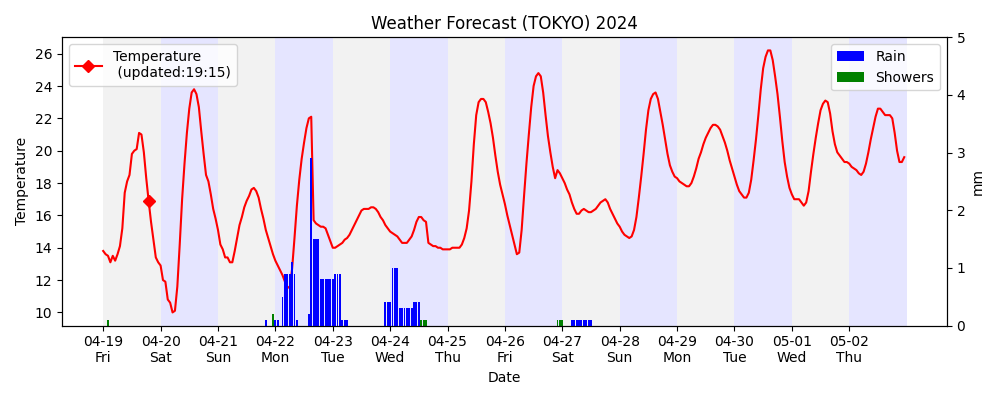 Weather Forecast (TOKYO) 2024
Temperature
(updated:19:15)
Rain
Showers
Temperature
26
24
22
20
18
16
14
12
10
5
4
3
2
1
0
mm
04-19 04-20 04-21 04-22 04-23 04-24 04-25 04-26 04-27 04-28 04-29 04-30 05-01 05-02
Fri Sat Sun Mon Tue Wed Thu Fri Sat Sun Mon Tue Wed Thu
Date